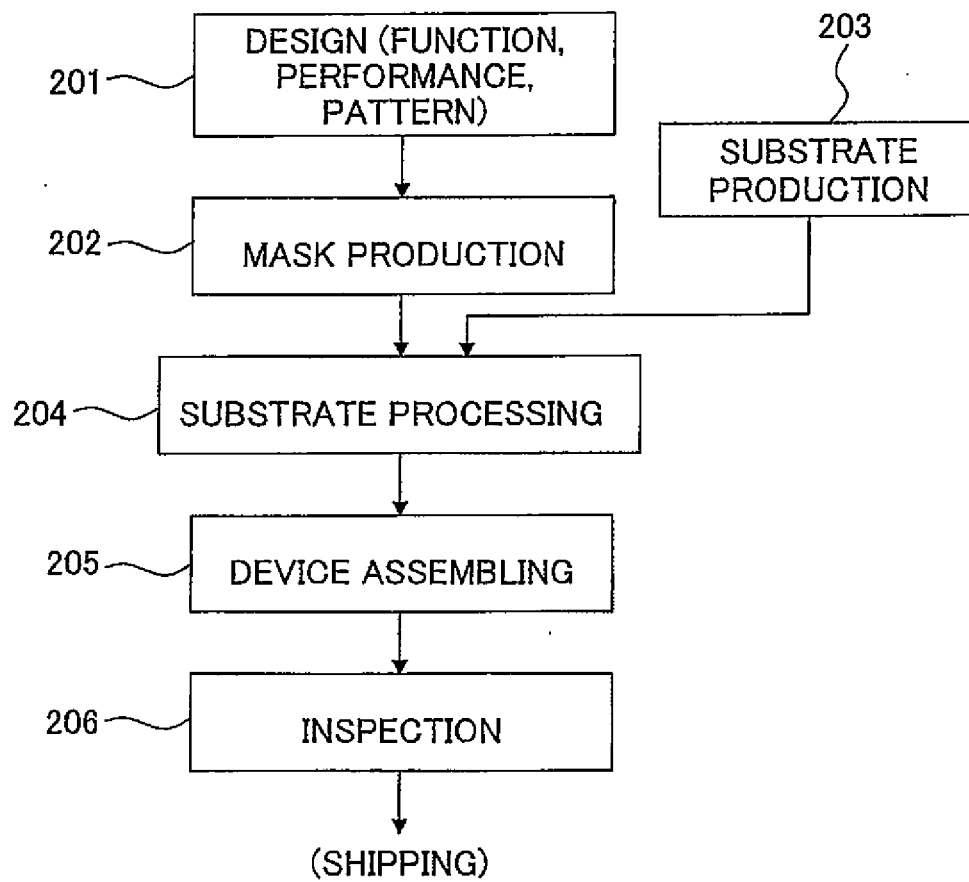 201
DESIGN (FUNCTION,
PERFORMANCE,
PATTERN)
203
SUBSTRATE
PRODUCTION
202
MASK PRODUCTION
204
SUBSTRATE PROCESSING
205
DEVICE ASSEMBLING
206
INSPECTION
(SHIPPING)